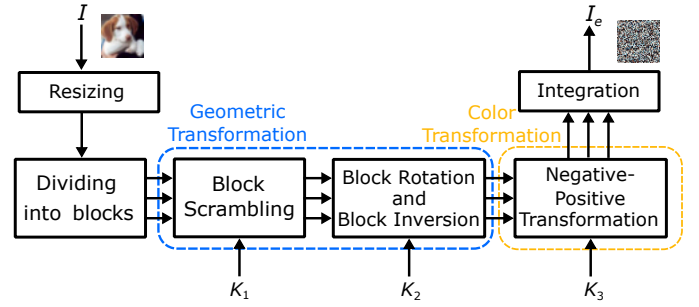 I
I_e
Resizing
Integration
Geometric
Transformation
Color
Transformation
Dividing
into blocks
Block
Scrambling
Block Rotation
and
Block Inversion
Negative-
Positive
Transformation
K_1
K_2
K_3